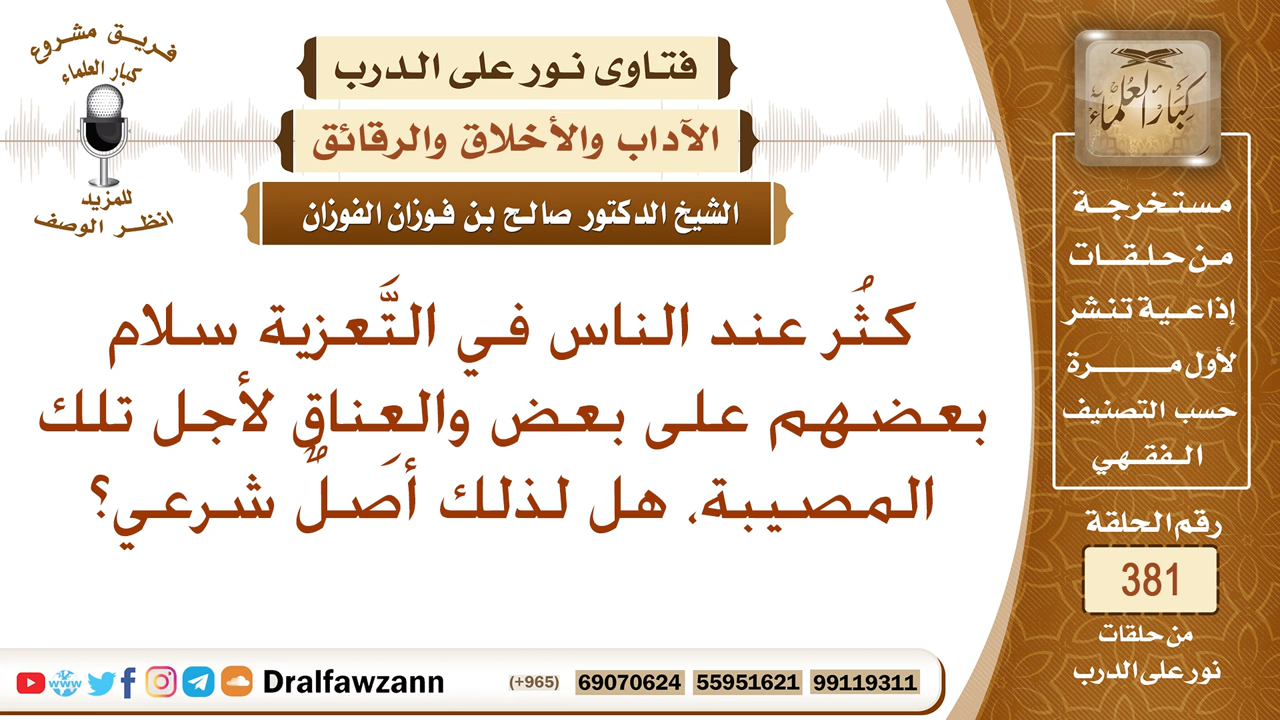 فريق مشروع
كبار العلماء
للمزيد
انظر الوصف
فتاوى نور على الدرب
الآداب والأخلاق والرقائق
الشيخ الدكتور صالح بن فوزان الفوزان
كثُر عند الناس في التَّعزية سلام
بعضهم على بعض والعناق لأجل تلك
المصيبة، هل لذلك أصَلٌ شرعي؟
كبار العلماء
مستخرجة
من حلقات
إذاعية تنشر
لأول مرة
حسب التصنيف
الفقهي
رقم الحلقة
381
من حلقات
نور على الدرب
www
Dralfawzann
(+965) 69070624 55951621 99119311